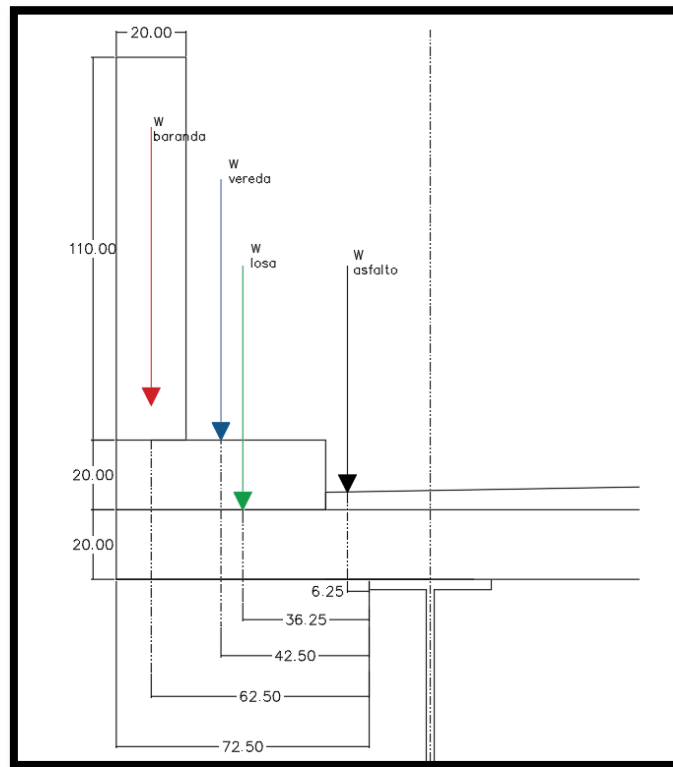 20.00
W
baranda
W
vereda
110.00
W
losa
W
asfalto
20.00
20.00
6.25
36.25
42.50
62.50
72.50